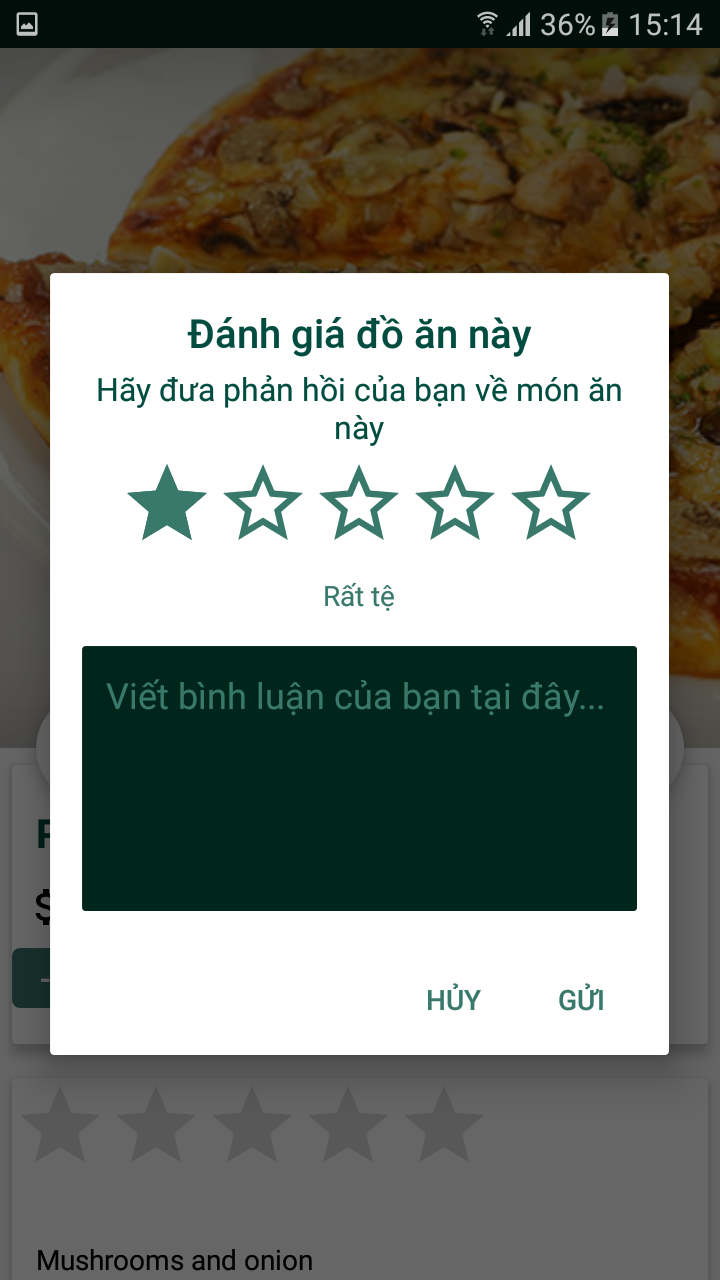 36% 15:14
Đánh giá đồ ăn này
Hãy đưa phản hồi của bạn về món ăn
này
Rất tệ
Viết bình luận của bạn tại đây...
$
HỦY GỬI
Mushrooms and onion